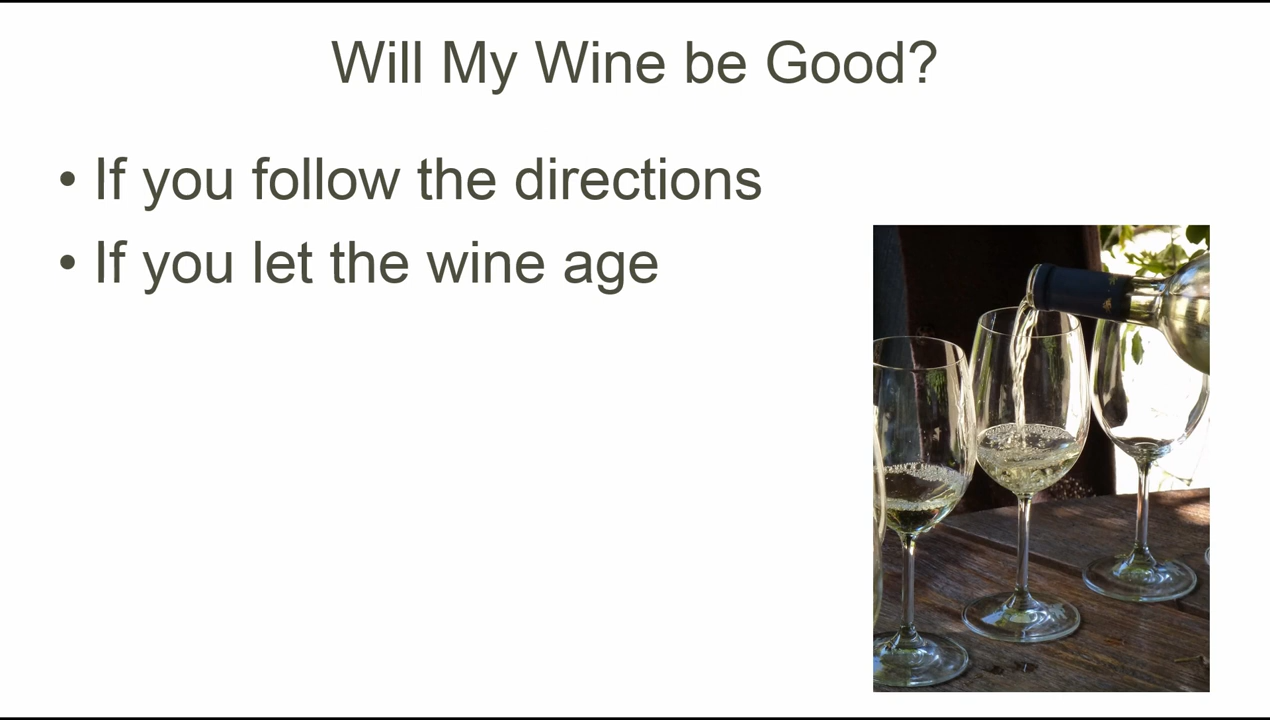 Will My Wine be Good?
• If you follow the directions
• If you let the wine age